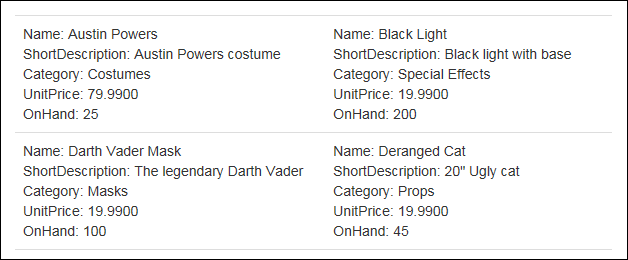 Name: Austin Powers
ShortDescription: Austin Powers costume
Category: Costumes
UnitPrice: 79.9900
OnHand: 25
Name: Black Light
ShortDescription: Black light with base
Category: Special Effects
UnitPrice: 19.9900
OnHand: 200
Name: Darth Vader Mask
ShortDescription: The legendary Darth Vader
Category: Masks
UnitPrice: 19.9900
OnHand: 100
Name: Deranged Cat
ShortDescription: 20" Ugly cat
Category: Props
UnitPrice: 19.9900
OnHand: 45